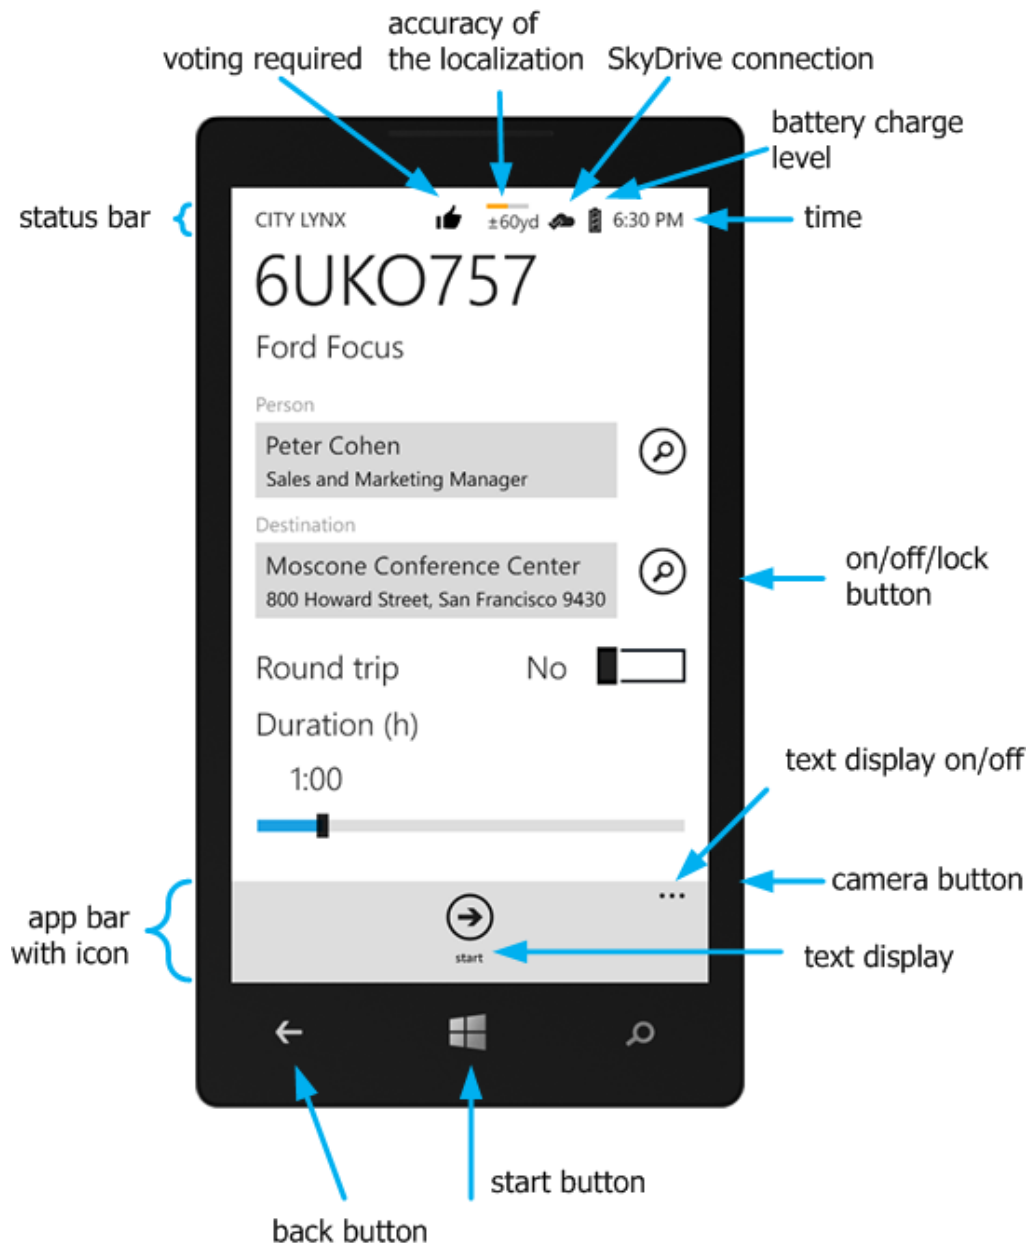 accuracy of
the localization
voting required
SkyDrive connection
battery charge
level
status bar
CITY LYNX
±60yd
6:30 PM
time
6UKO757
Ford Focus
Person
Peter Cohen
Sales and Marketing Manager
Destination
Moscone Conference Center
800 Howard Street, San Francisco 9430
on/off/lock
button
Round trip
No
Duration (h)
1:00
text display on/off
camera button
app bar
with icon
start
text display
start button
back button